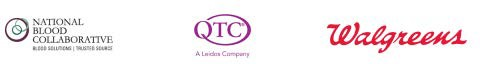 NATIONAL
BLOOD
COLLABORATIVE
BLOOD SOLUTIONS | TRUSTED SOURCE
QTC®
A Leidos Company
Walgreens